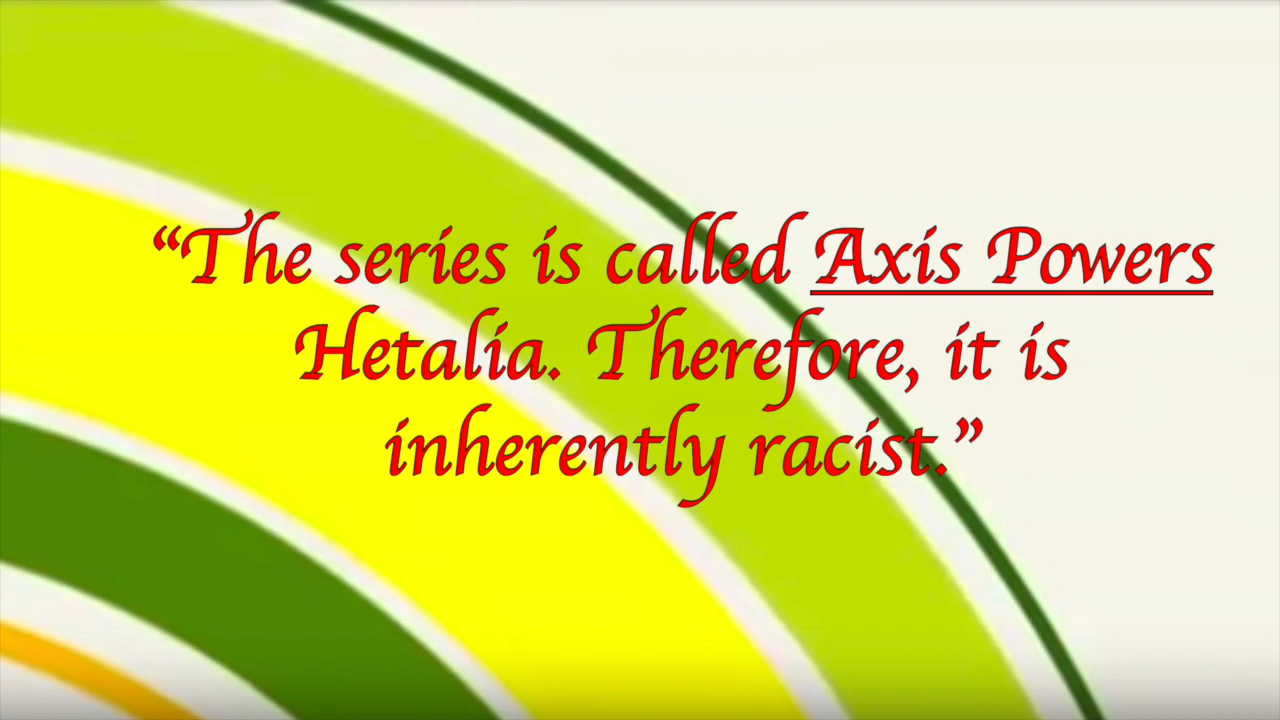 “The series is called Axis Powers
Hetalia. Therefore, it is
inherently racist.”